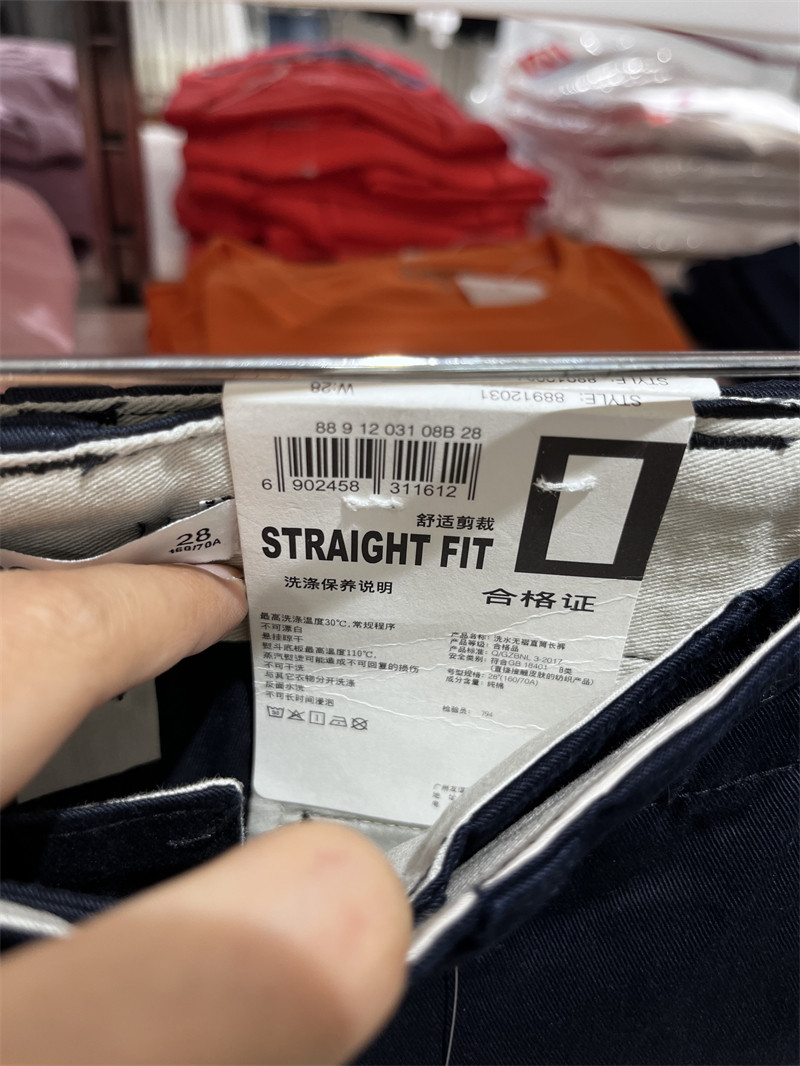 STYLE: 88912031
W:28
88 9 12 031 08B 28
6 902458 311612
舒适剪裁
STRAIGHT FIT
洗涤保养说明
合格证
28
160/70A
最高洗涤温度30℃,常规程序
不可漂白
悬挂晾干
熨斗底板最高温度110℃,
蒸汽熨烫可能造成不可回复的损伤
不可干洗
与其它衣物分开洗涤
反面水洗
不可长时间浸泡
产品名称: 洗水无褶直筒长裤
产品等级: 合格品
产品标准: Q/GZBNL 3-2017
安全类别: 符合GB 18401 B类
(直接接触皮肤的纺织产品)
号型规格: 28"(160/70A)
成分含量: 纯棉
检验员: